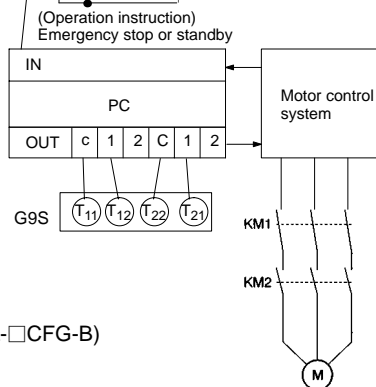 (Operation instruction)
Emergency stop or standby
IN
PC
OUT c 1 2 C 1 2
Motor control
system
G9S T11 T12 T22 T21
KM1
KM2
-□CFG-B)
M